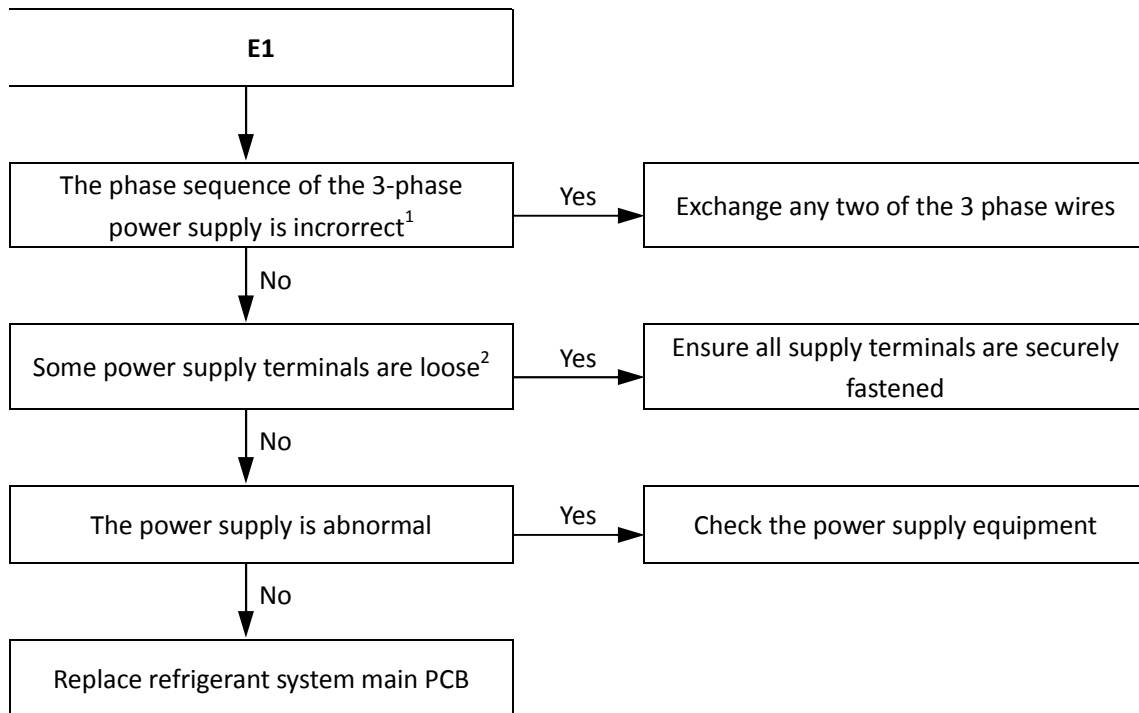 E1
The phase sequence of the 3-phase
power supply is incrorrect1
Yes
Exchange any two of the 3 phase wires
No
Some power supply terminals are loose2
Yes
Ensure all supply terminals are securely
fastened
No
The power supply is abnormal
Yes
Check the power supply equipment
No
Replace refrigerant system main PCB